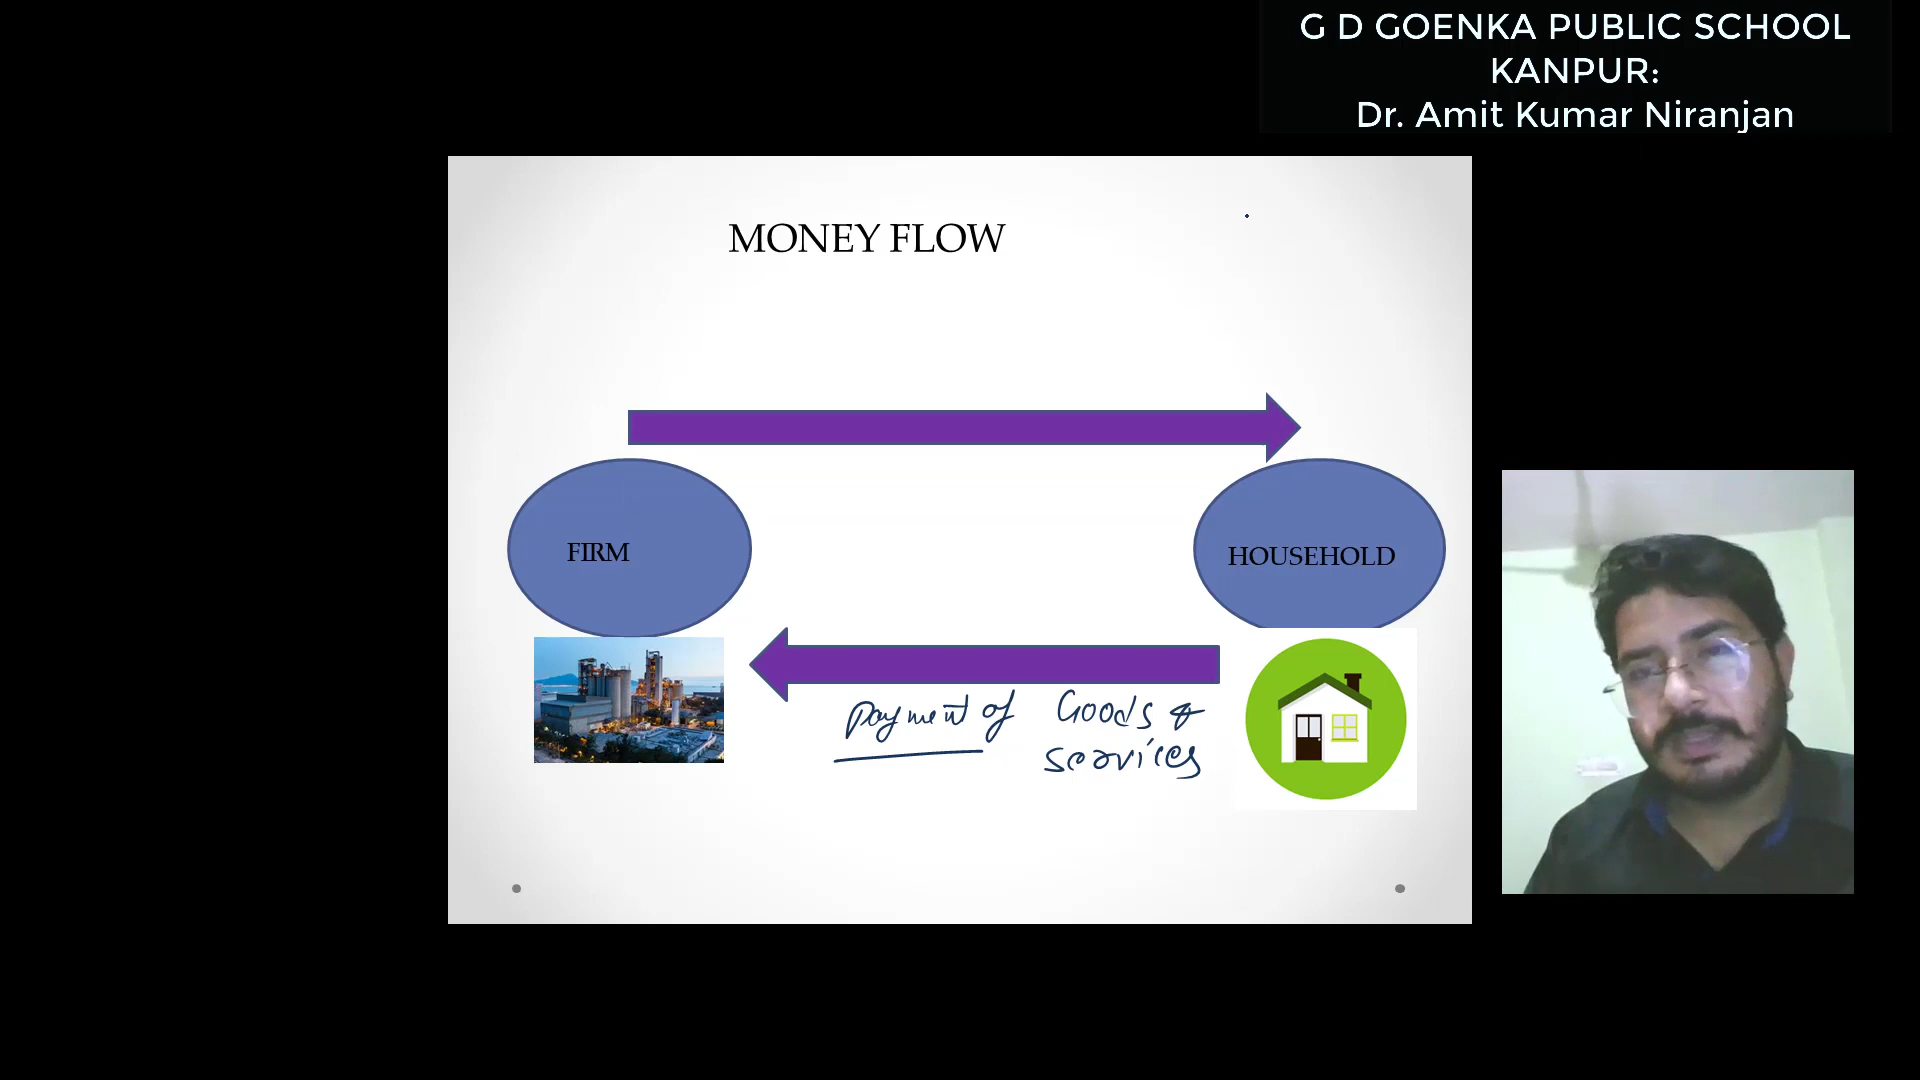 G D GOENKA PUBLIC SCHOOL
KANPUR:
Dr. Amit Kumar Niranjan
MONEY FLOW
FIRM
HOUSEHOLD
payment of Goods &
services